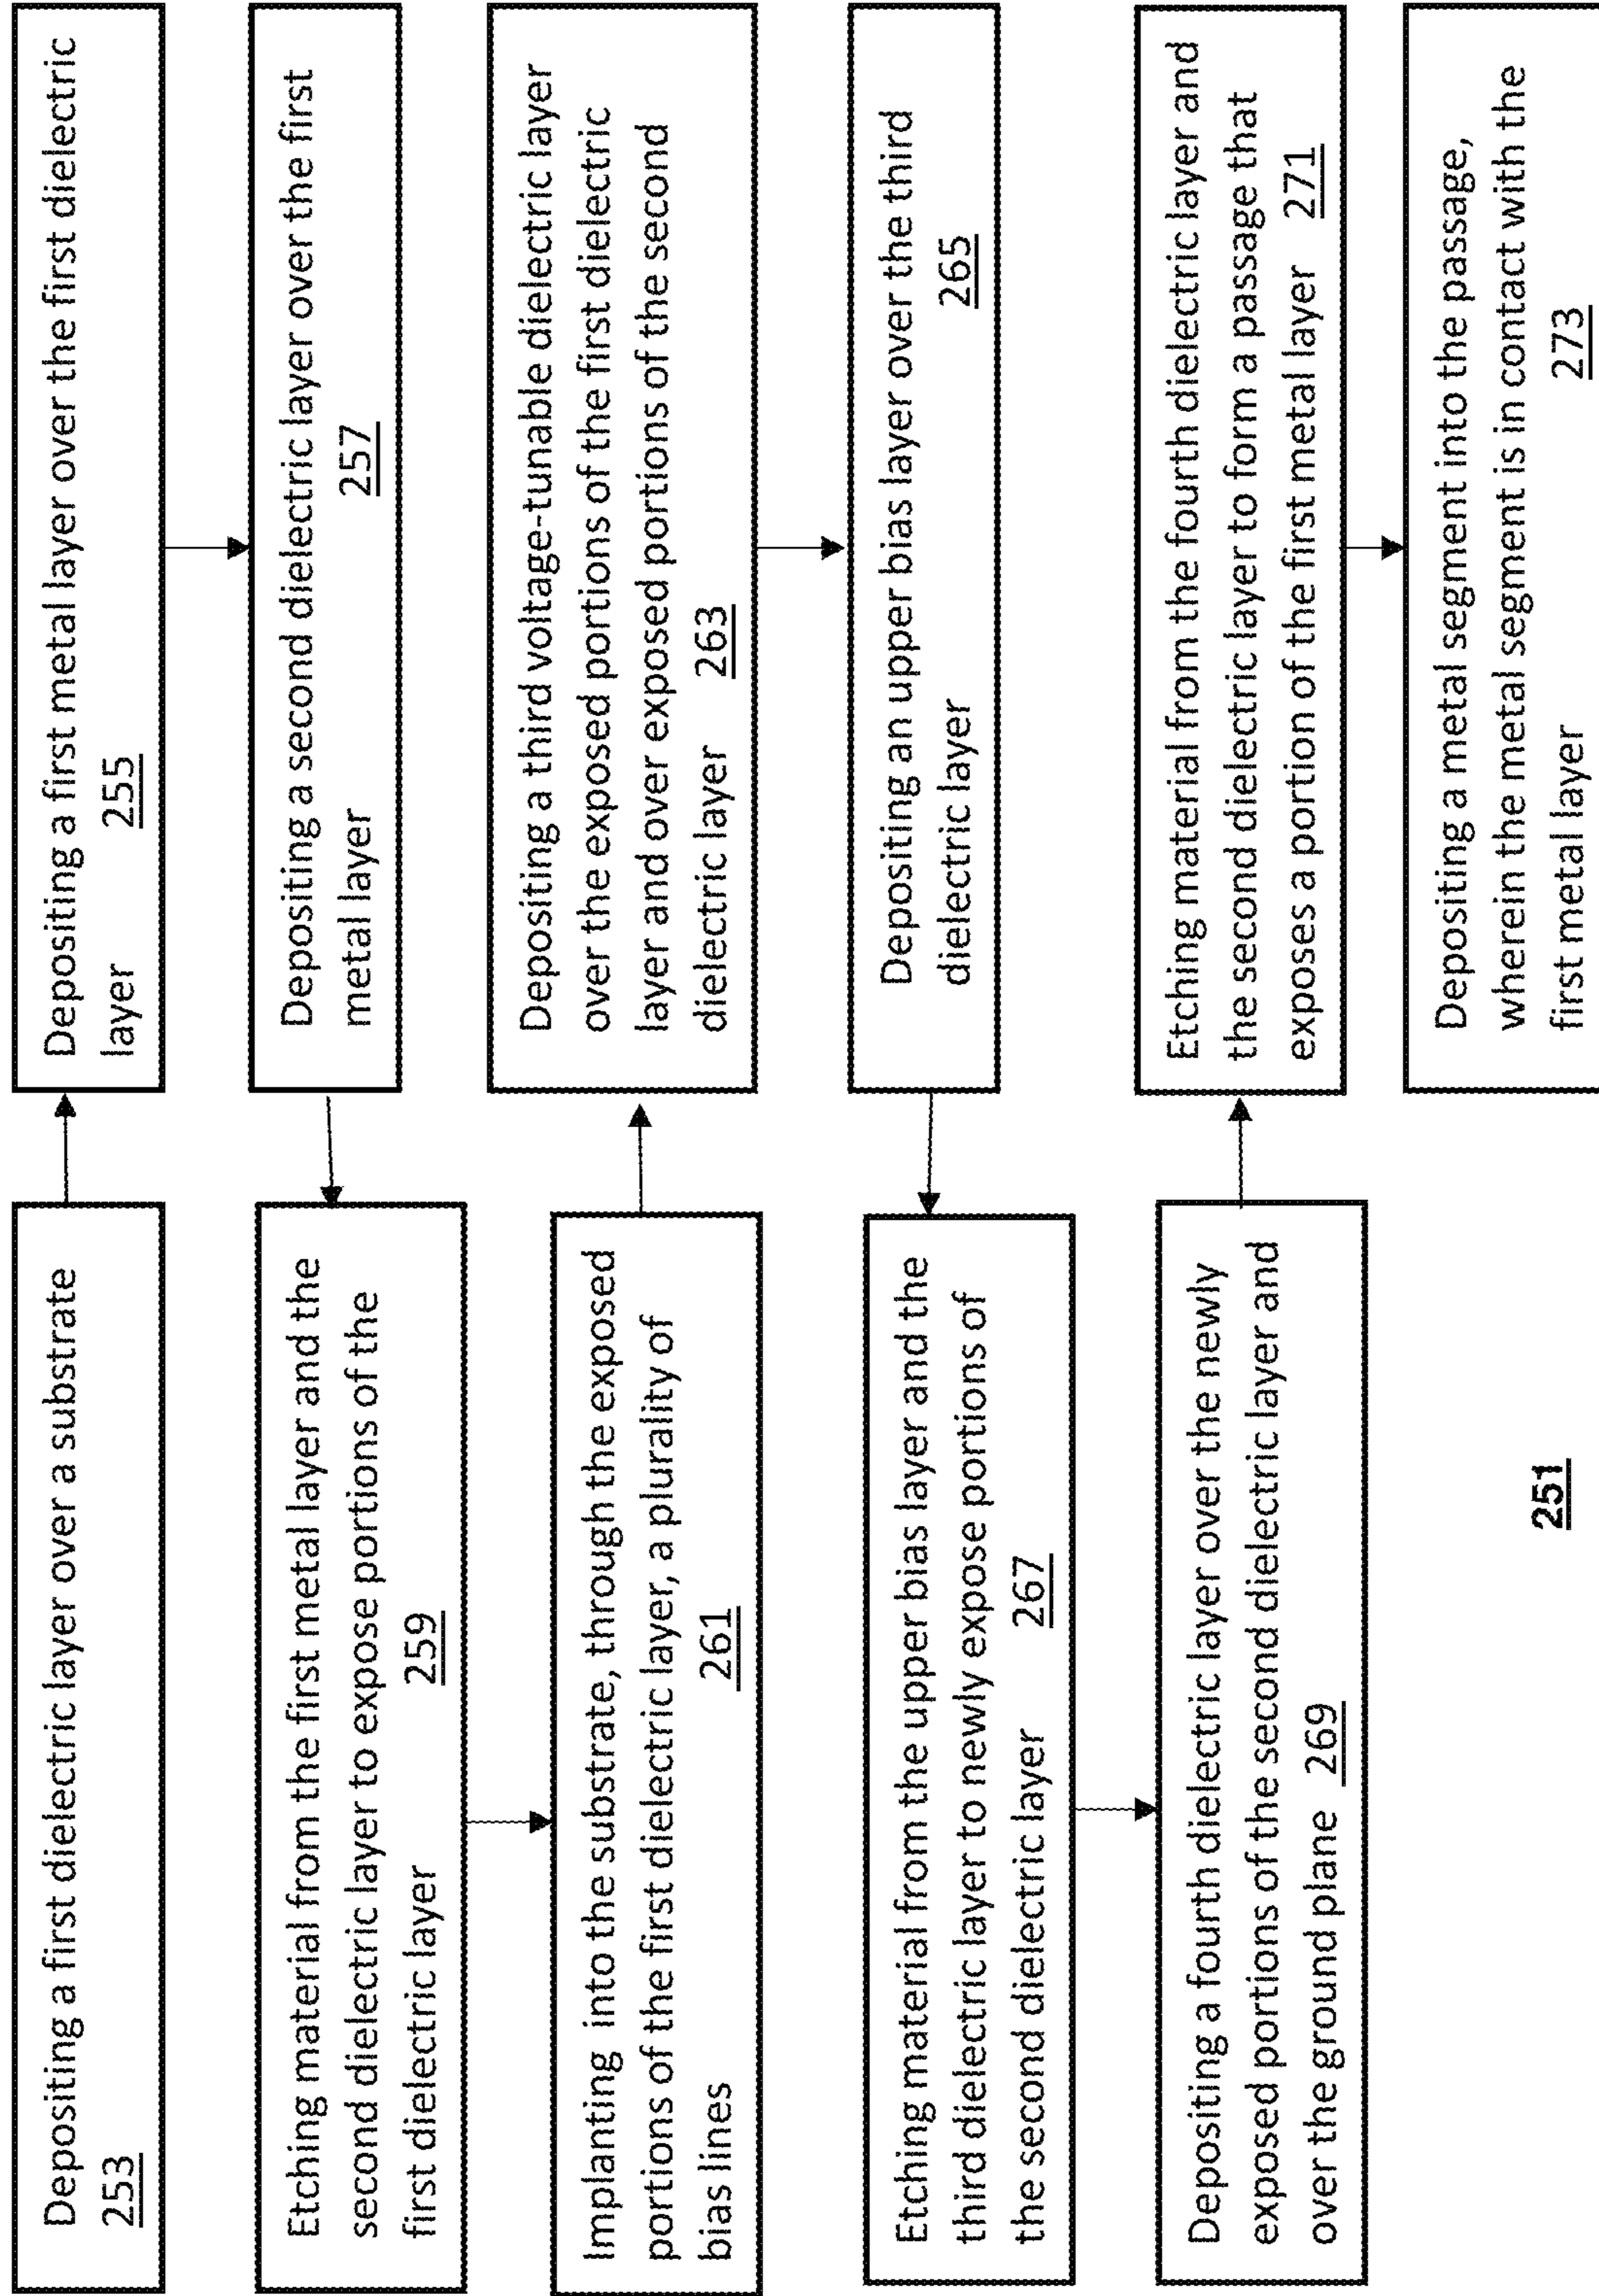 Depositing a first dielectric layer over a substrate
253
Depositing a first metal layer over the first dielectric
layer 255
Depositing a second dielectric layer over the first
metal layer 257
Etching material from the first metal layer and the
second dielectric layer to expose portions of the
first dielectric layer 259
Implanting into the substrate, through the exposed
portions of the first dielectric layer, a plurality of
bias lines 261
Depositing a third voltage-tunable dielectric layer
over the exposed portions of the first dielectric
layer and over exposed portions of the second
dielectric layer 263
Depositing an upper bias layer over the third
dielectric layer 265
Etching material from the upper bias layer and the
third dielectric layer to newly expose portions of
the second dielectric layer 267
Depositing a fourth dielectric layer over the newly
exposed portions of the second dielectric layer and
over the ground plane 269
Etching material from the fourth dielectric layer and
the second dielectric layer to form a passage that
exposes a portion of the first metal layer 271
Depositing a metal segment into the passage,
wherein the metal segment is in contact with the
first metal layer 273
251